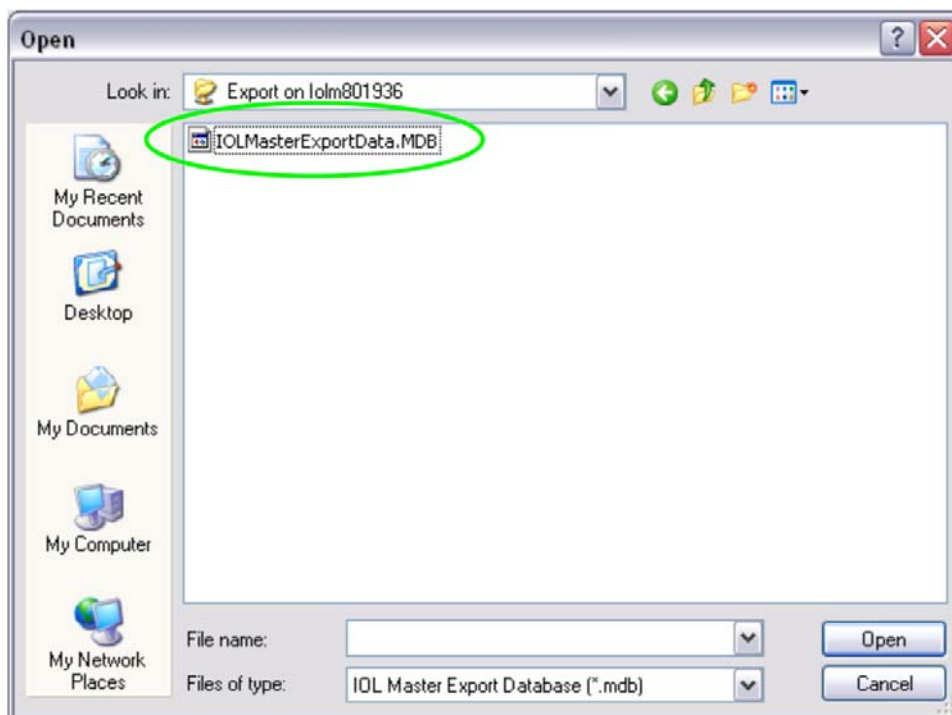 Open
Look in:
Export on Iolm801936
IOLMasterExportData.MDB
My Recent
Documents
Desktop
My Documents
My Computer
My Network
Places
File name:
Open
Files of type:
IOL Master Export Database (*.mdb)
Cancel